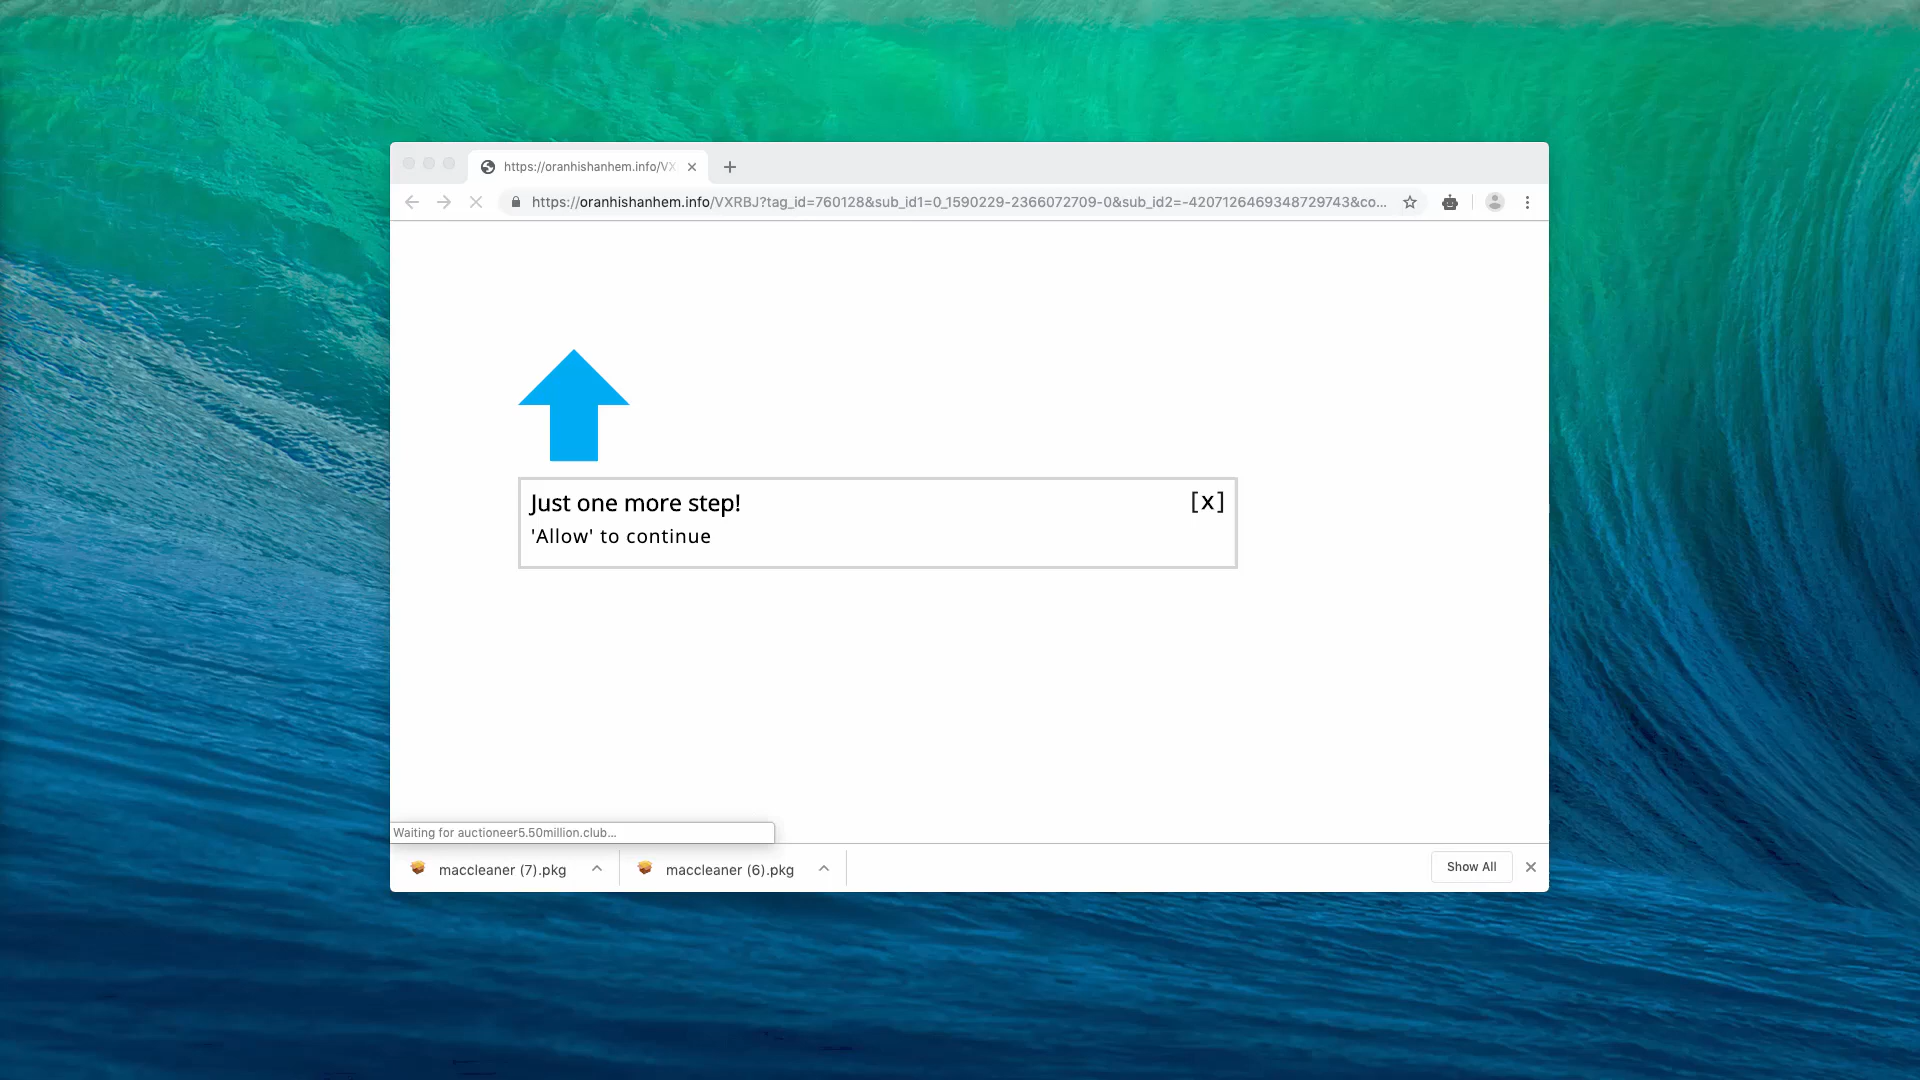 https://oranhishanhem.info/VX
https://oranhishanhem.info/VXRBJ?tag_id=760128&sub_id1=0_1590229-2366072709-0&sub_id2=-4207126469348729743&co...
Just one more step!
[x]
'Allow' to continue
Waiting for auctioneer5.50million.club...
maccleaner (7).pkg
maccleaner (6).pkg
Show All